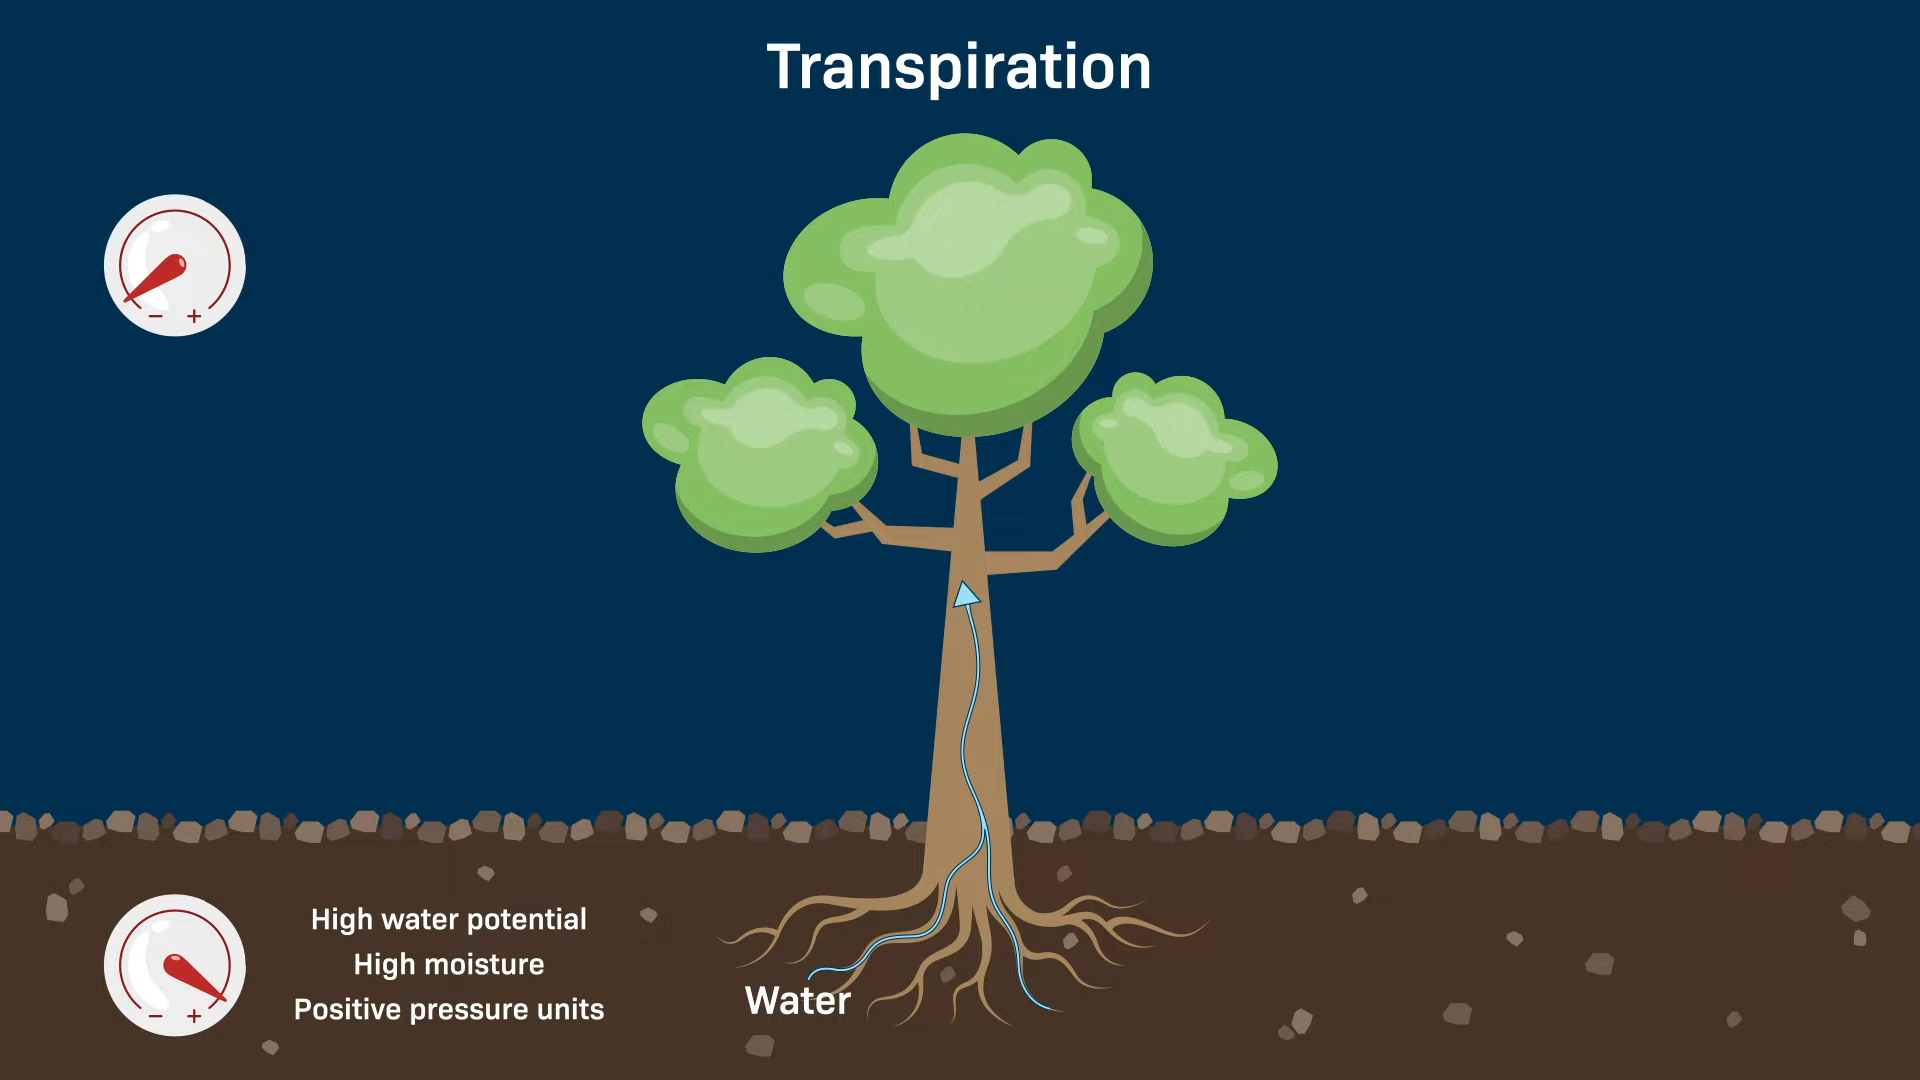 Transpiration
− +
High water potential
High moisture
Positive pressure units
− +
Water